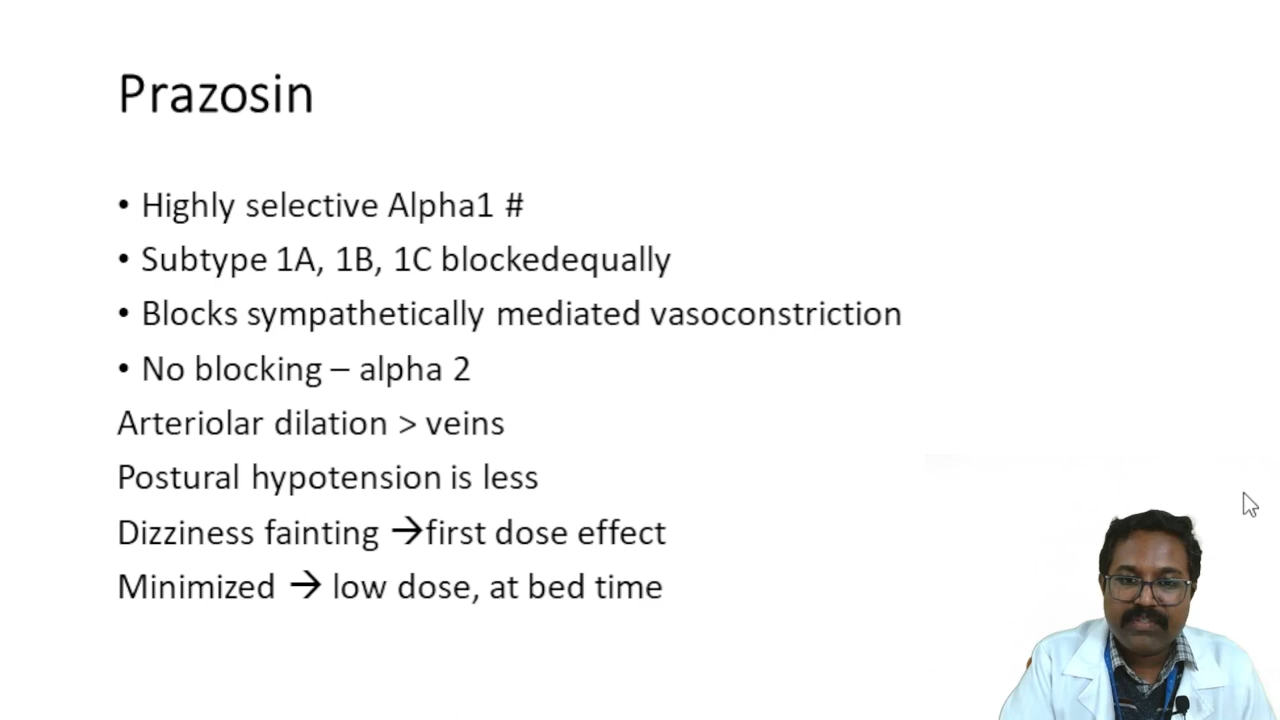 Prazosin
• Highly selective Alpha1 #
• Subtype 1A, 1B, 1C blockedequally
• Blocks sympathetically mediated vasoconstriction
• No blocking – alpha 2
Arteriolar dilation > veins
Postural hypotension is less
Dizziness fainting →first dose effect
Minimized → low dose, at bed time